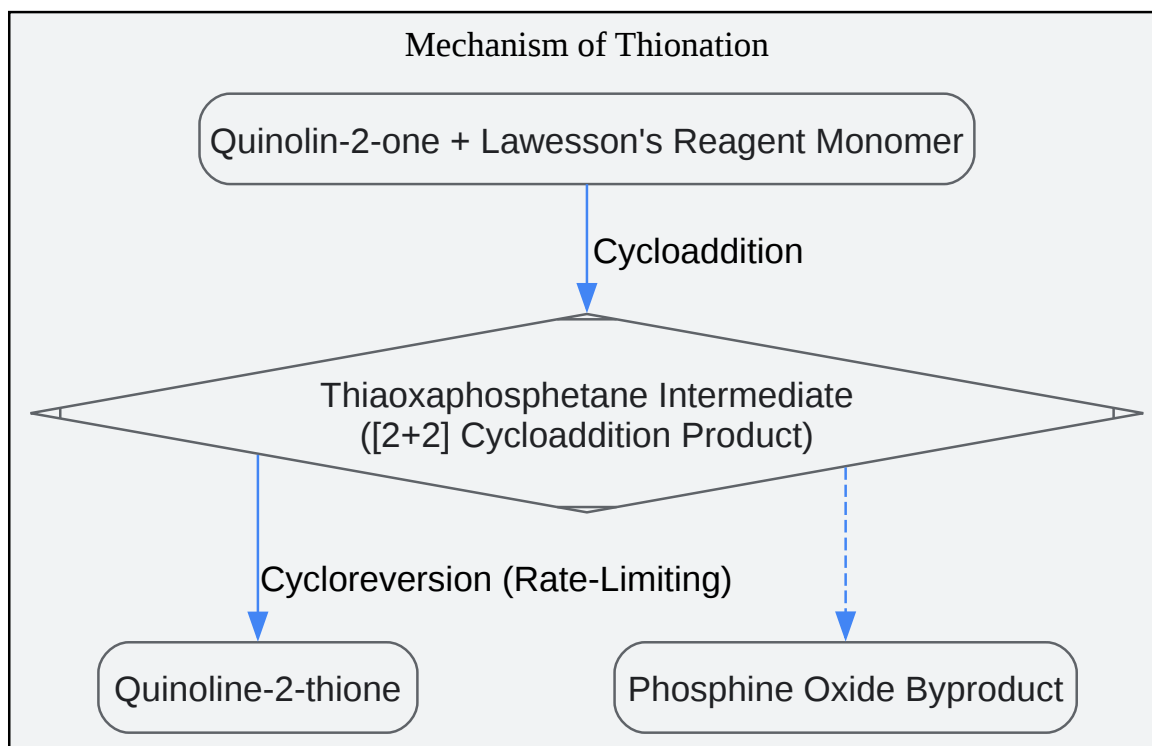 Mechanism of Thionation
Quinolin-2-one + Lawesson's Reagent Monomer
Cycloaddition
Thiaoxaphosphetane Intermediate
([2+2] Cycloaddition Product)
Cycloreversion (Rate-Limiting)
Quinoline-2-thione
Phosphine Oxide Byproduct